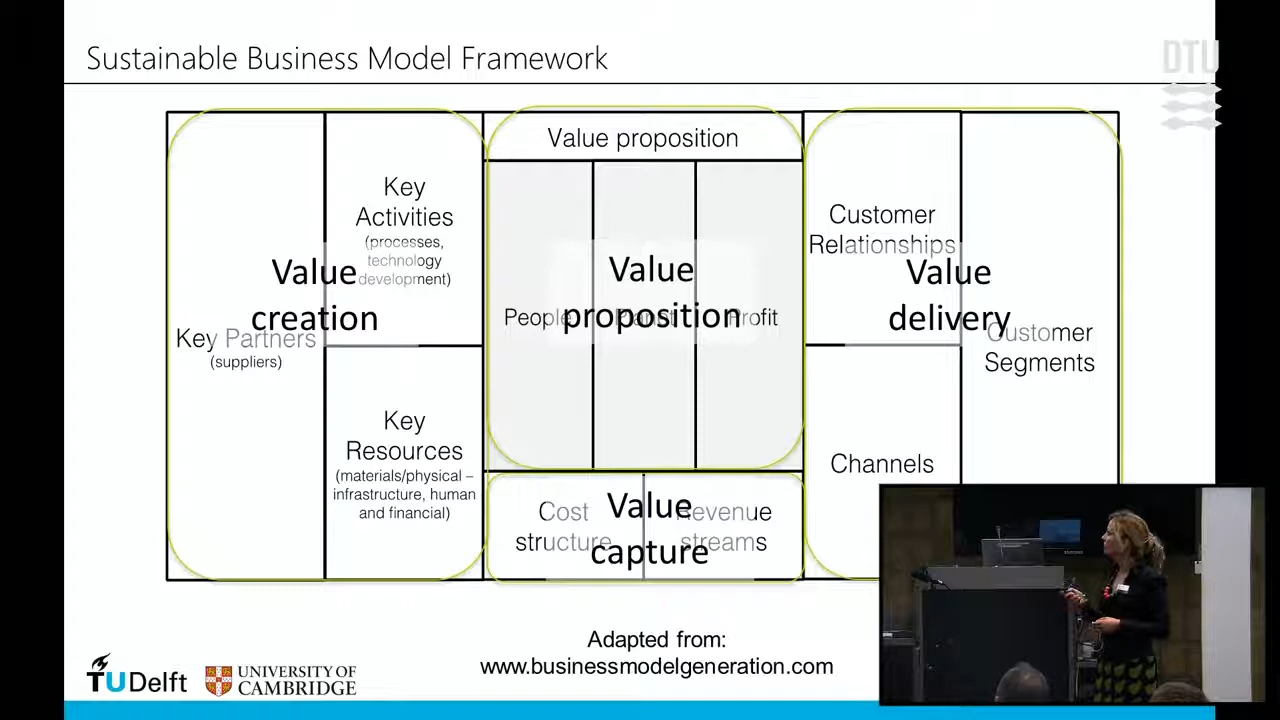 Sustainable Business Model Framework
DTU
Value proposition
Key
Activities
(processes,
technology
development)
Customer
Relationships
Value
creation
Value
proposition
Value
delivery
Key Partners
(suppliers)
People
Profit
Customer
Segments
Key
Resources
(materials/physical –
infrastructure, human
and financial)
Channels
Cost
structure
Revenue
streams
Value
capture
Adapted from:
www.businessmodelgeneration.com
TUDelft
UNIVERSITY OF
CAMBRIDGE